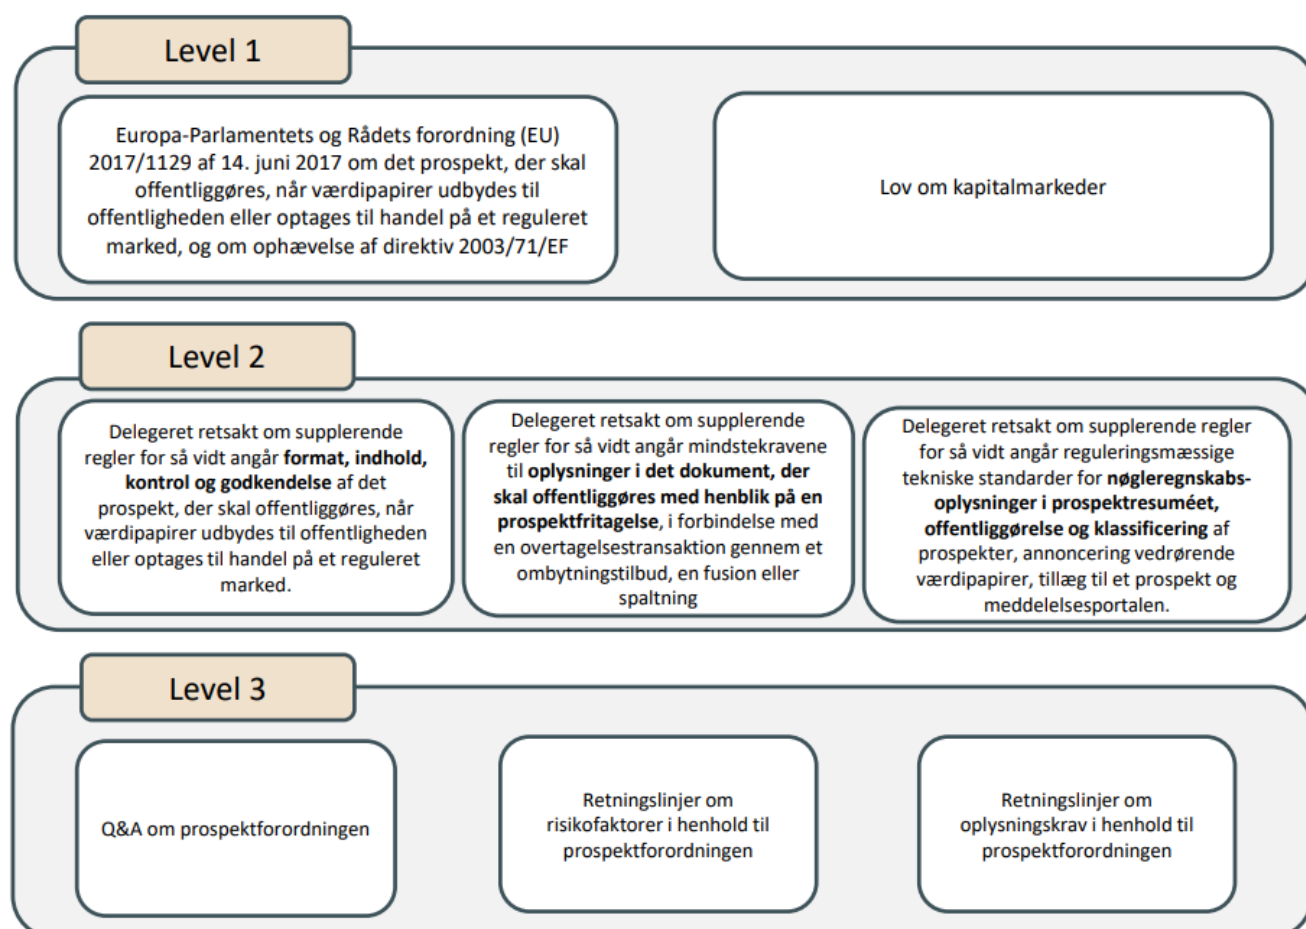 Level 1
Europa-Parlamentets og Rådets forordning (EU)
2017/1129 af 14. juni 2017 om det prospekt, der skal
offentliggøres, når værdipapirer udbydes til
offentligheden eller optages til handel på et reguleret
marked, og om ophævelse af direktiv 2003/71/EF
Lov om kapitalmarkeder
Level 2
Delegeret retsakt om supplerende
regler for så vidt angår format, indhold,
kontrol og godkendelse af det
prospekt, der skal offentliggøres, når
værdipapirer udbydes til offentligheden
eller optages til handel på et reguleret
marked.
Delegeret retsakt om supplerende
regler for så vidt angår mindstekravene
til oplysninger i det dokument, der
skal offentliggøres med henblik på en
prospektfritagelse, i forbindelse med
en overtagelsestransaktion gennem et
ombytningstilbud, en fusion eller
spaltning
Delegeret retsakt om supplerende regler
for så vidt angår reguleringsmæssige
tekniske standarder for nøgleregnskabs-
oplysninger i prospektresuméet,
offentliggørelse og klassificering af
prospekter, annoncering vedrørende
værdipapirer, tillæg til et prospekt og
meddelelsesportalen.
Level 3
Q&A om prospektforordningen
Retningslinjer om
risikofaktorer i henhold til
prospektforordningen
Retningslinjer om
oplysningskrav i henhold til
prospektforordningen